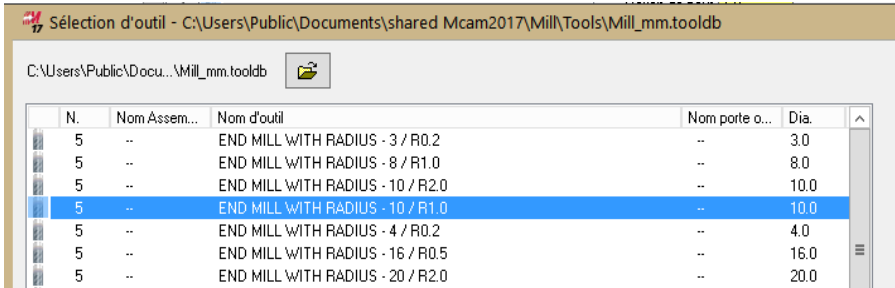 17 Sélection d'outil - C:\Users\Public\Documents\shared Mcam2017\Mill\Tools\Mill_mm.tooldb
C:\Users\Public\Docu...\Mill_mm.tooldb
N. Nom Assem... Nom d'outil Nom porte o... Dia.
5 -- END MILL WITH RADIUS - 3 / R0.2 -- 3.0
5 -- END MILL WITH RADIUS - 8 / R1.0 -- 8.0
5 -- END MILL WITH RADIUS - 10 / R2.0 -- 10.0
5 -- END MILL WITH RADIUS - 10 / R1.0 -- 10.0
5 -- END MILL WITH RADIUS - 4 / R0.2 -- 4.0
5 -- END MILL WITH RADIUS - 16 / R0.5 -- 16.0
5 -- END MILL WITH RADIUS - 20 / R2.0 -- 20.0